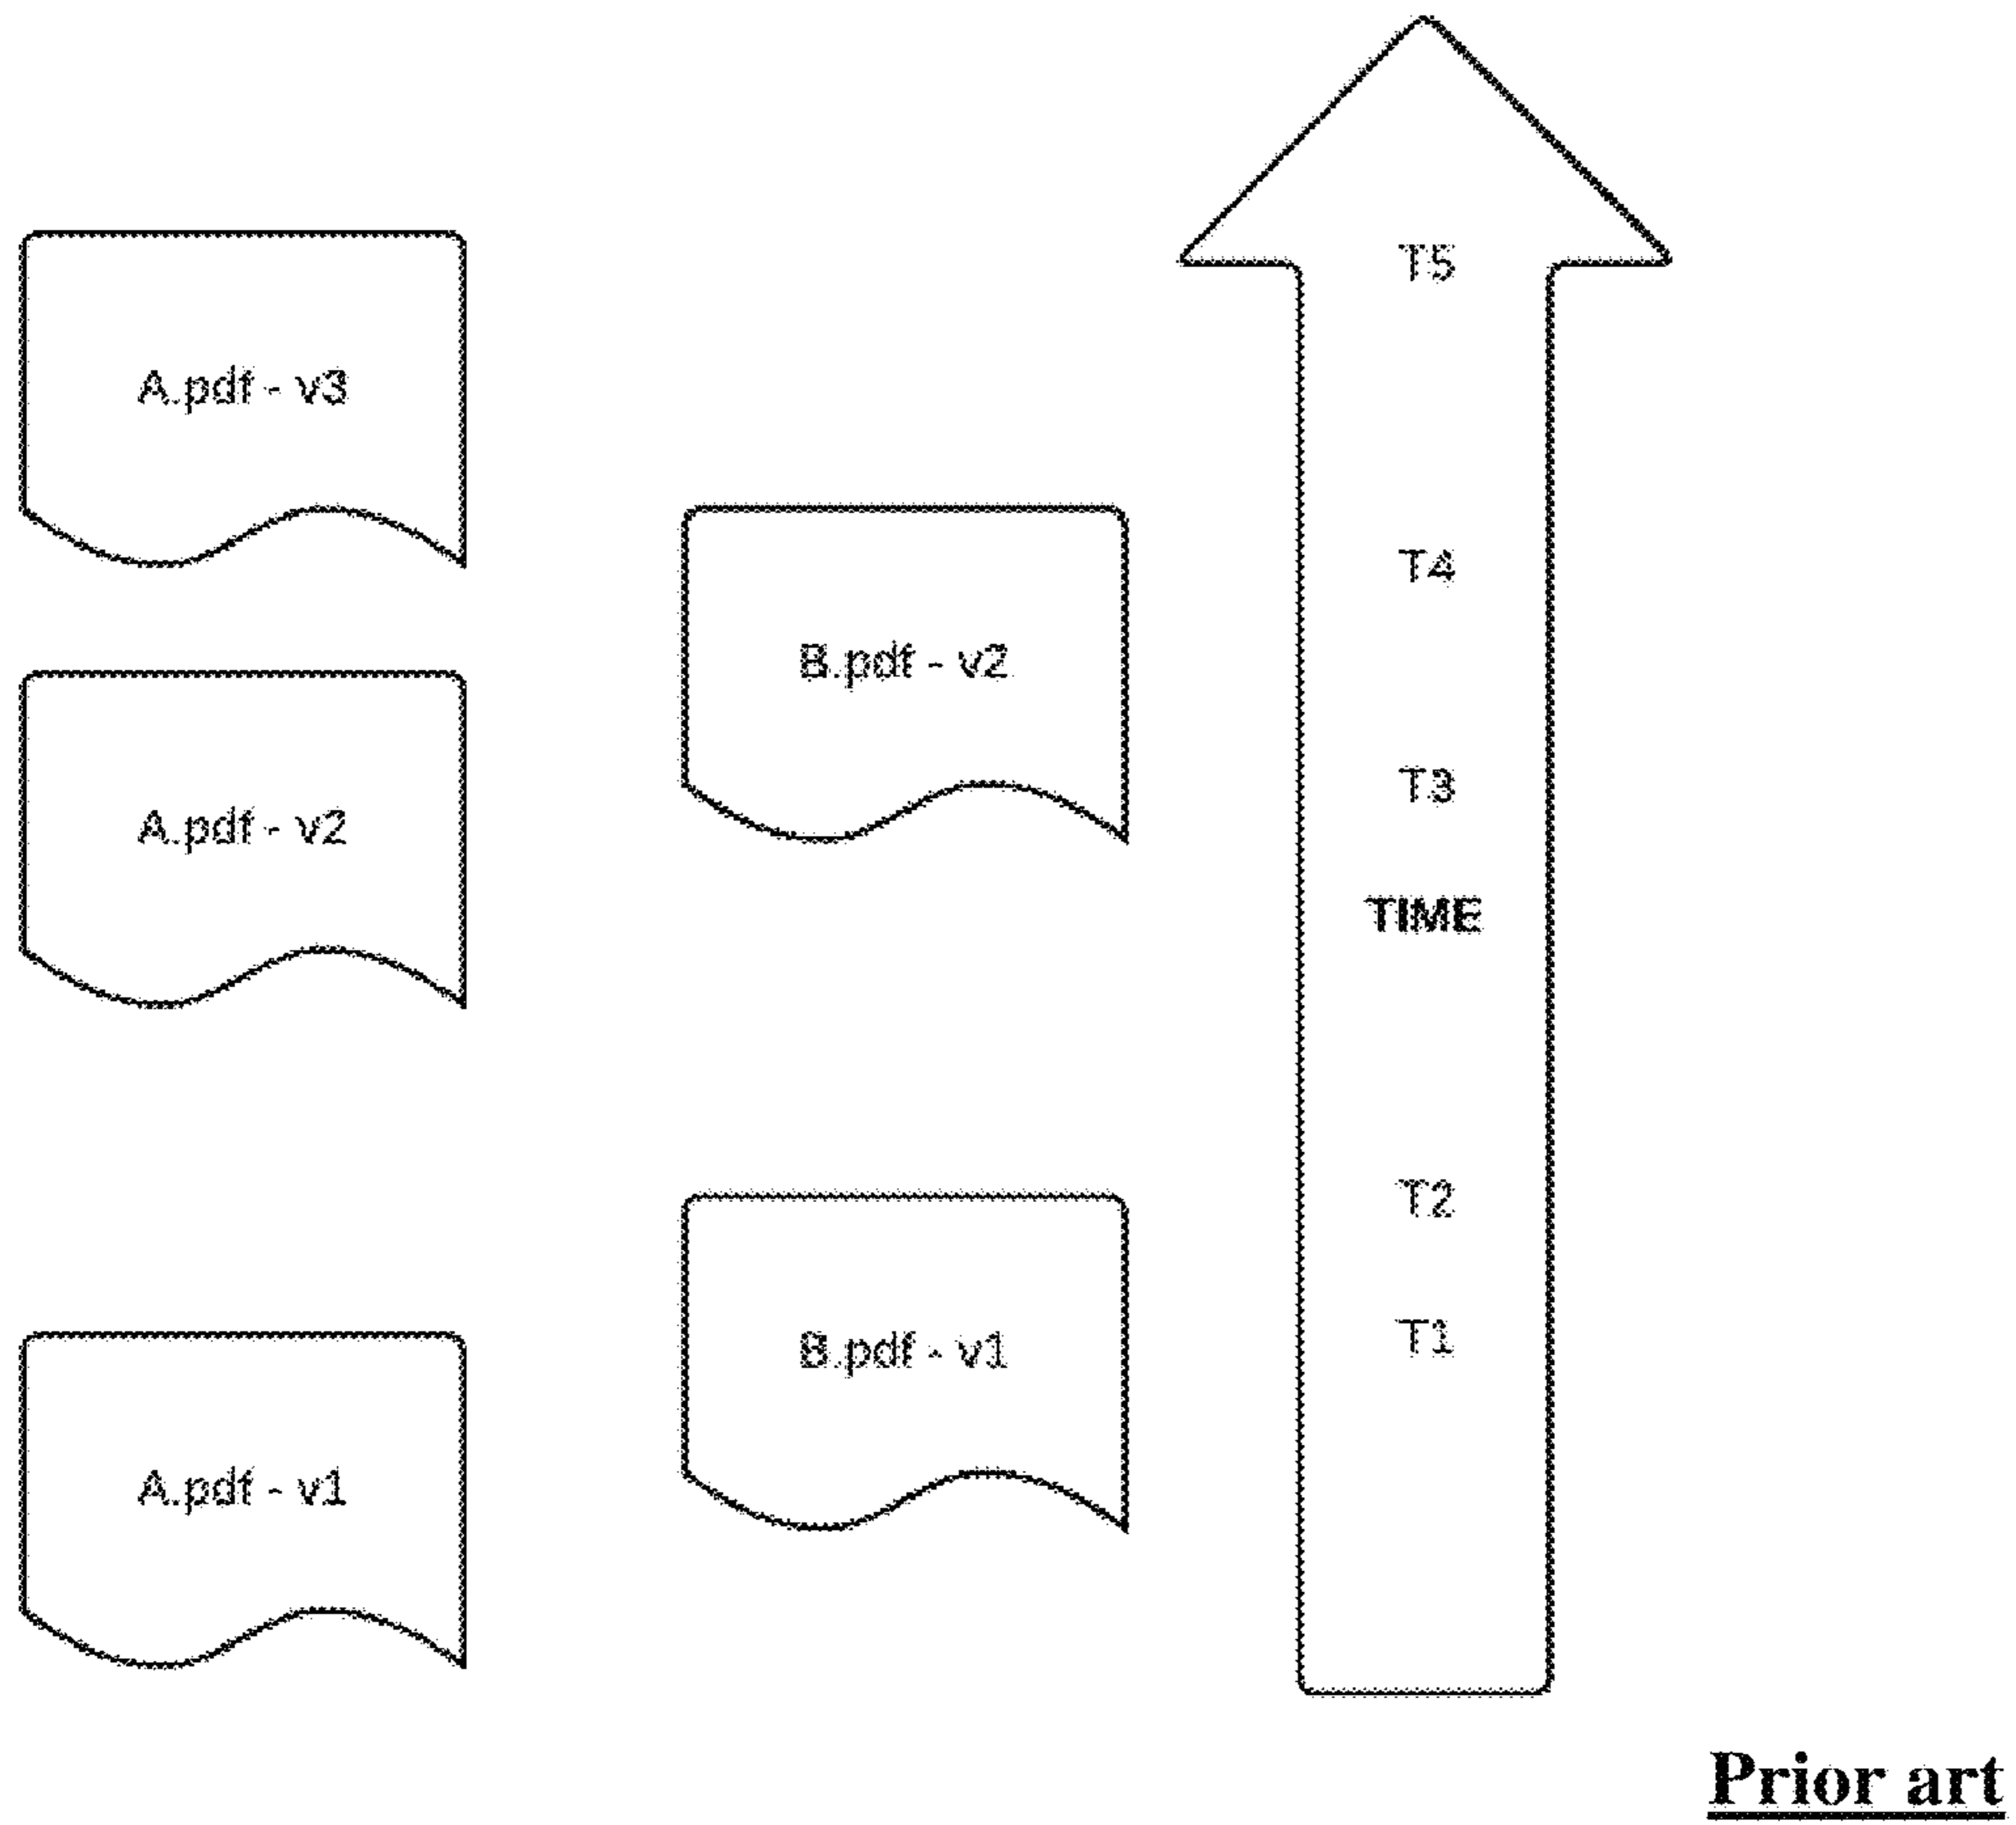 T5
A.pdf - v3
T4
B.pdf - v2
T3
A.pdf - v2
TIME
T2
T1
B.pdf - v1
A.pdf - v1
Prior art